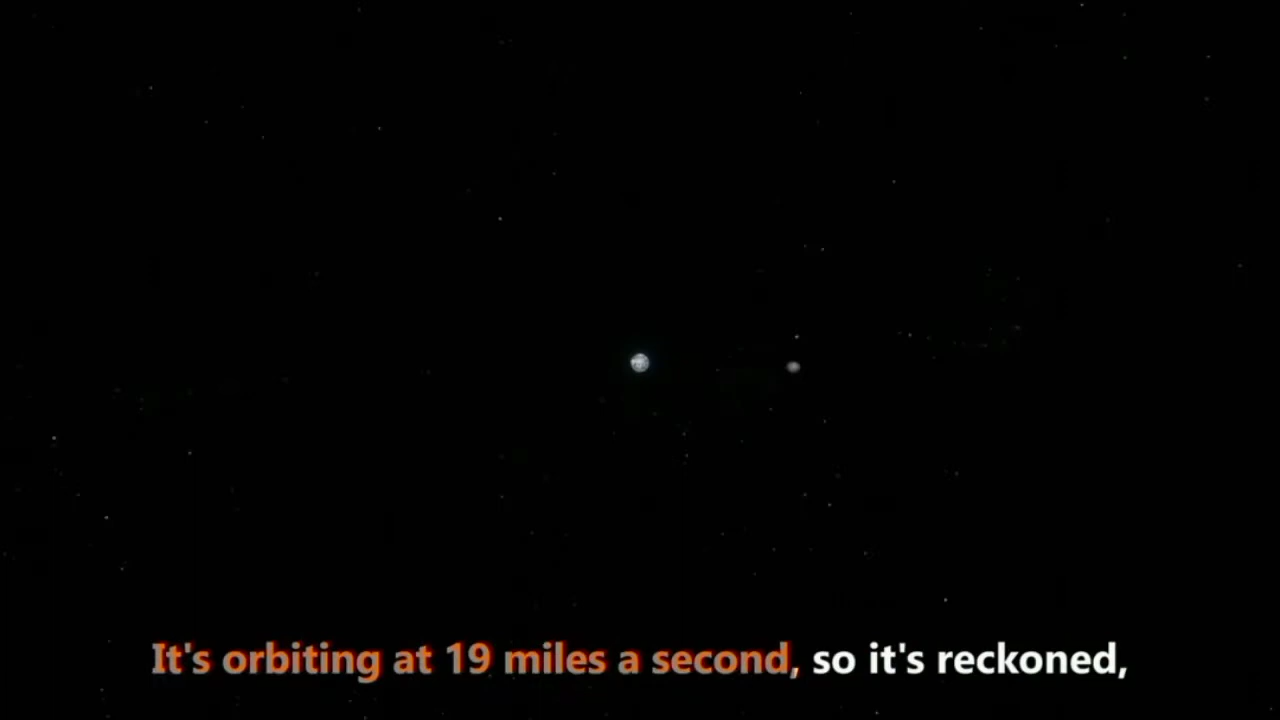 It's orbiting at 19 miles a second, so it's reckoned,